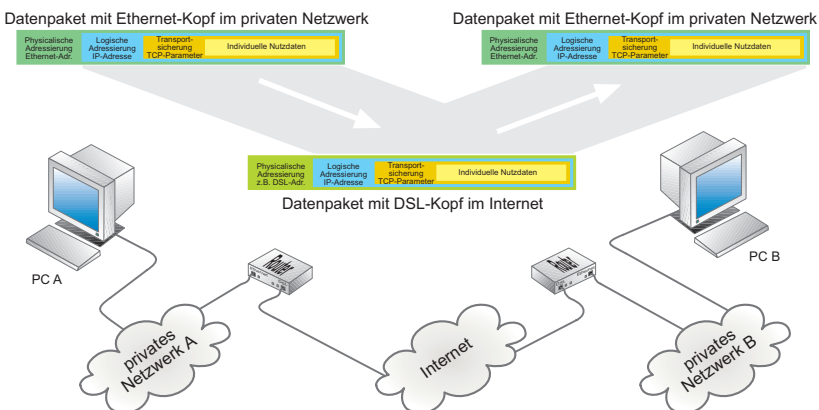 Datenpaket mit Ethernet-Kopf im privaten Netzwerk
Physicalische
Adressierung
Ethernet-Adr.
Logische
Adressierung
IP-Adresse
Transport-
sicherung
TCP-Parameter
Individuelle Nutzdaten
Datenpaket mit Ethernet-Kopf im privaten Netzwerk
Physicalische
Adressierung
Ethernet-Adr.
Logische
Adressierung
IP-Adresse
Transport-
sicherung
TCP-Parameter
Individuelle Nutzdaten
Physicalische
Adressierung
z.B. DSL-Adr.
Logische
Adressierung
IP-Adresse
Transport-
sicherung
TCP-Parameter
Individuelle Nutzdaten
Datenpaket mit DSL-Kopf im Internet
PC A
Router
PC B
privates
Netzwerk A
Internet
privates
Netzwerk B